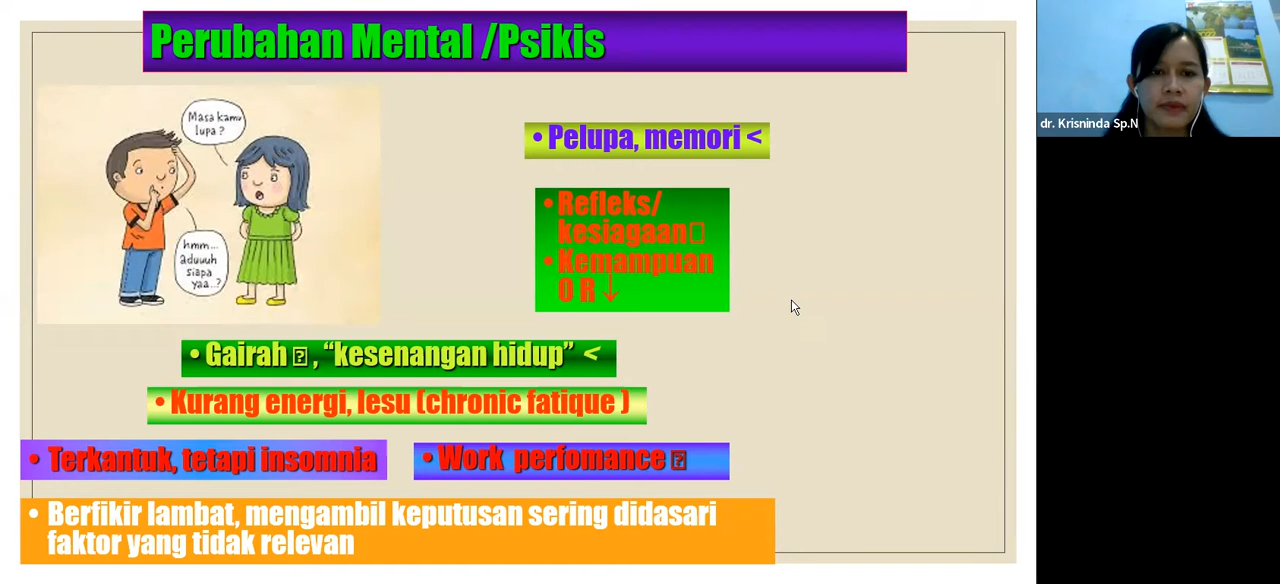 Perubahan Mental /Psikis
dr. Krisninda Sp.N
Masa kamu
lupa ?
hmm...
aduuuh
siapa
yaa..?
• Pelupa, memori <
• Refleks/
kesiagaan
• Kemampuan
O R ↓
• Gairah , “kesenangan hidup” <
• Kurang energi, lesu (chronic fatique )
• Terkantuk, tetapi insomnia
• Work perfomance
• Berfikir lambat, mengambil keputusan sering didasari
faktor yang tidak relevan